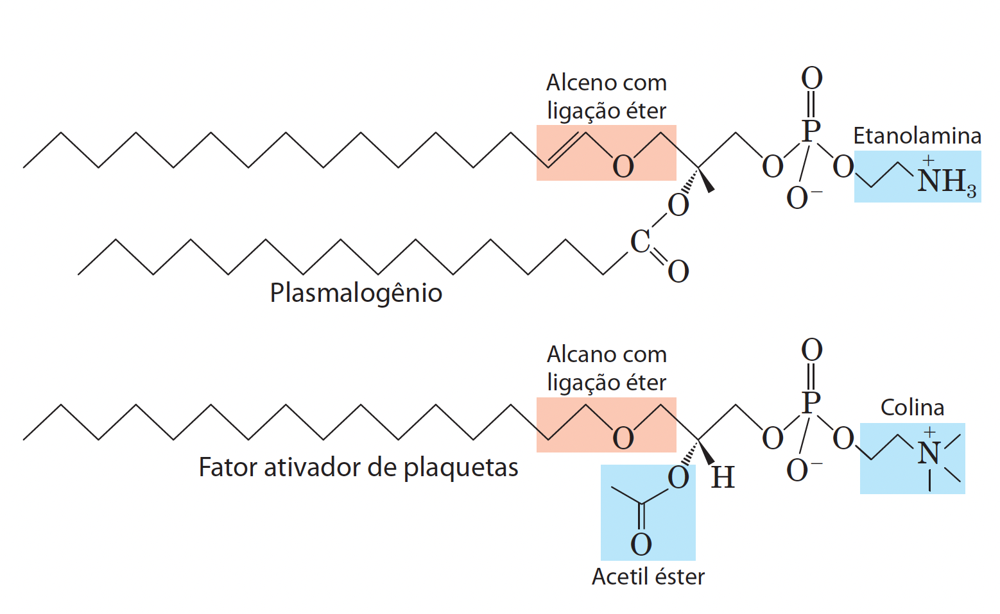 Alceno com
ligação éter
O
P
Etanolamina
O
O
O
O⁻
+
NH₃
O
C
O
Plasmalogênio
Alcano com
ligação éter
O
P
Colina
O
O
O
O⁻
+
N
Fator ativador de plaquetas
O
H
O
Acetil éster